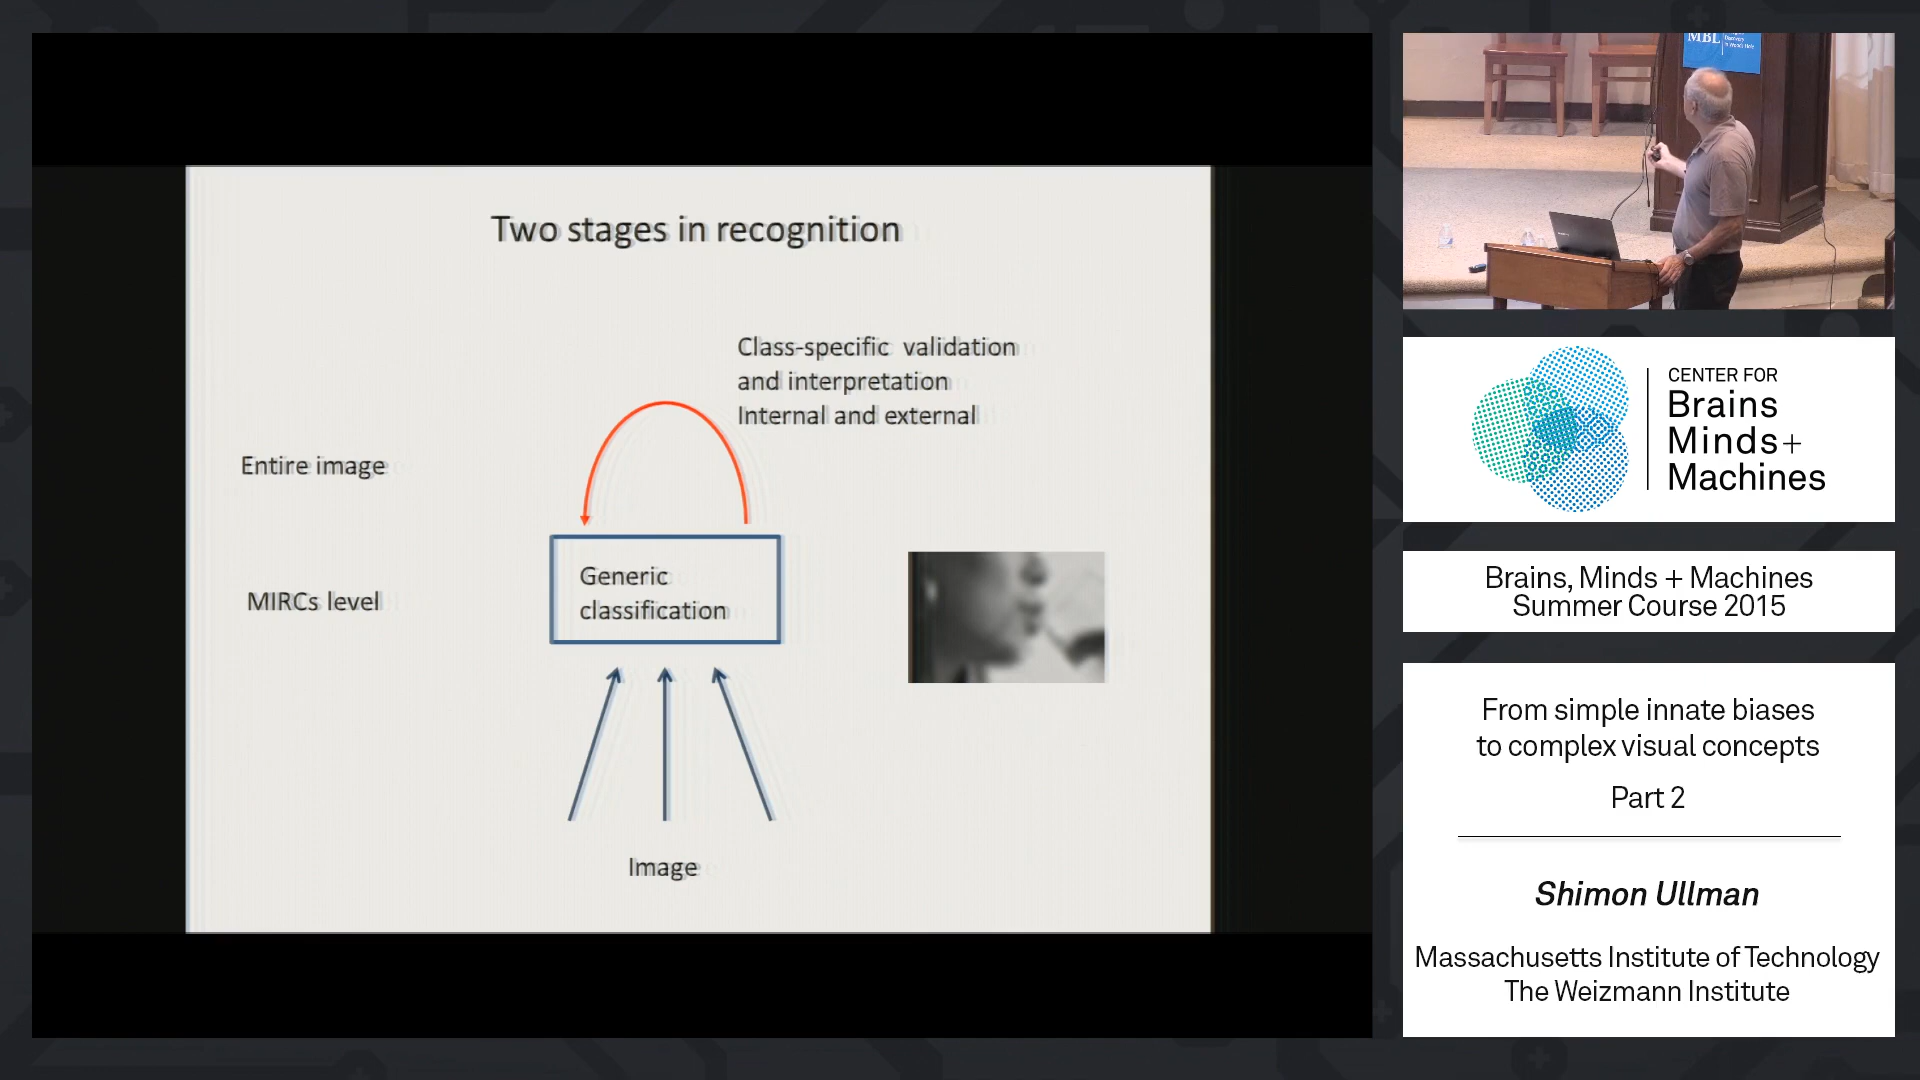 Two stages in recognition
Class-specific validation
and interpretation
Internal and external
Entire image
Generic
classification
MIRCs level
Image
MBL
CENTER FOR
Brains
Minds+
Machines
Brains, Minds + Machines
Summer Course 2015
From simple innate biases
to complex visual concepts
Part 2
Shimon Ullman
Massachusetts Institute of Technology
The Weizmann Institute